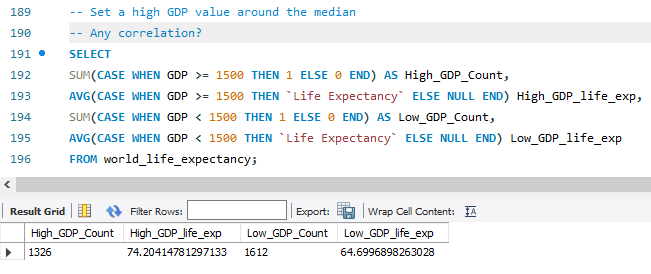 189 -- Set a high GDP value around the median
190 -- Any correlation?
191 SELECT
192 SUM(CASE WHEN GDP >= 1500 THEN 1 ELSE 0 END) AS High_GDP_Count,
193 AVG(CASE WHEN GDP >= 1500 THEN `Life Expectancy` ELSE NULL END) High_GDP_life_exp,
194 SUM(CASE WHEN GDP < 1500 THEN 1 ELSE 0 END) AS Low_GDP_Count,
195 AVG(CASE WHEN GDP < 1500 THEN `Life Expectancy` ELSE NULL END) Low_GDP_life_exp
196 FROM world_life_expectancy;
Result Grid Filter Rows: Export: Wrap Cell Content:
High_GDP_Count High_GDP_life_exp Low_GDP_Count Low_GDP_life_exp
1326 74.20414781297133 1612 64.6996898263028